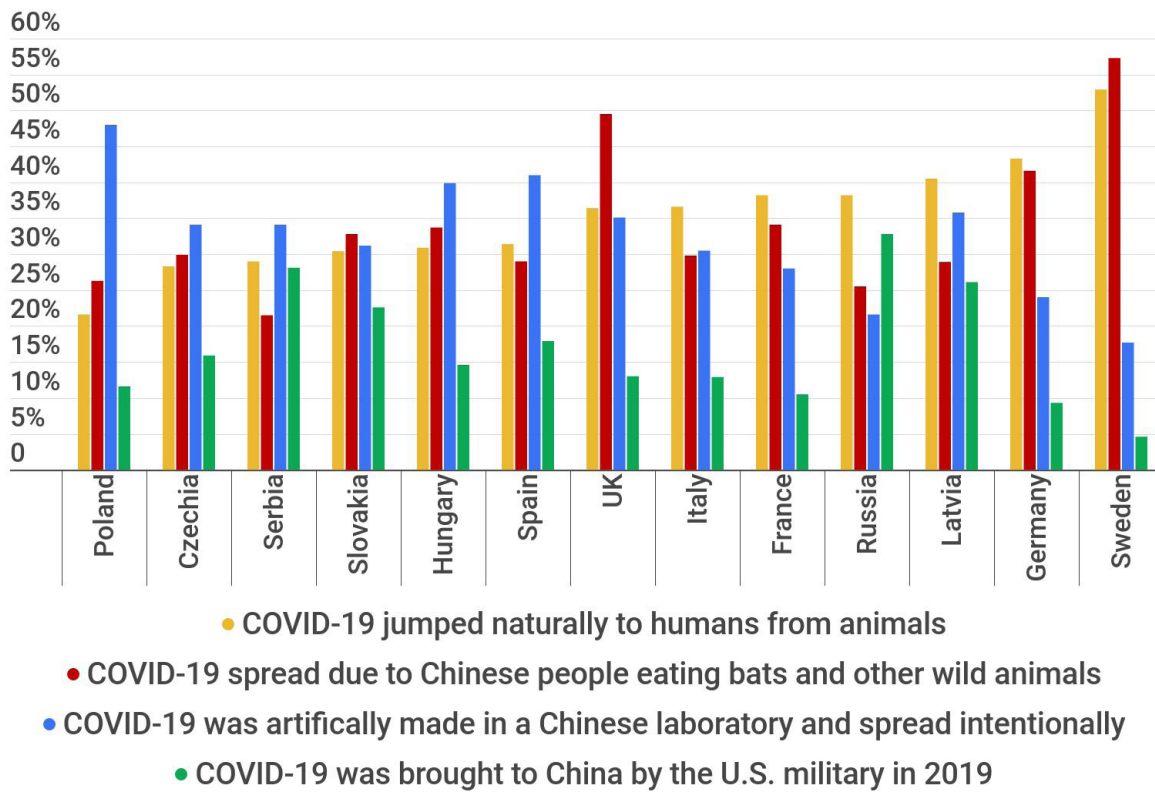 60%
55%
50%
45%
40%
35%
30%
25%
20%
15%
10%
5%
0
Poland
Czechia
Serbia
Slovakia
Hungary
Spain
UK
Italy
France
Russia
Latvia
Germany
Sweden
COVID-19 jumped naturally to humans from animals
COVID-19 spread due to Chinese people eating bats and other wild animals
COVID-19 was artifically made in a Chinese laboratory and spread intentionally
COVID-19 was brought to China by the U.S. military in 2019